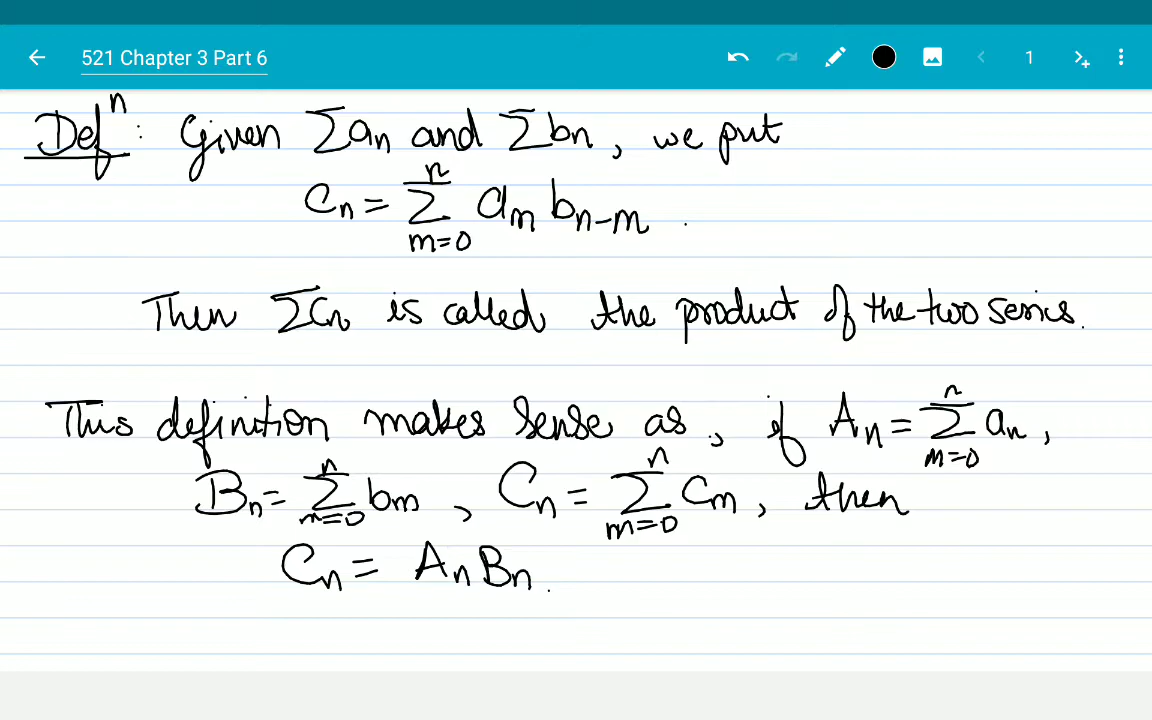 521 Chapter 3 Part 6
1
Defⁿ: Given Σaₙ and Σbₙ, we put
Cₙ = Σ_{m=0}^{n} aₘ bₙ₋ₘ .
Then ΣCₙ is called the product of the two series.
This definition makes sense as, if Aₙ = Σ_{m=0}^{n} aₙ,
Bₙ = Σ_{m=0}^{n} bₘ, Cₙ = Σ_{m=0}^{n} Cₘ, then
Cₙ = AₙBₙ.